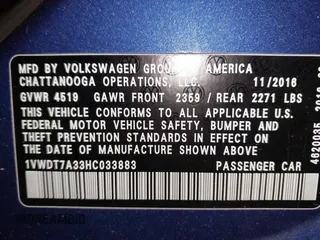 MFD BY VOLKSWAGEN GROUP OF AMERICA
CHATTANOOGA OPERATIONS, LLC. 11/2016
GVWR 4519 GAWR FRONT 2359 / REAR 2271 LBS
THIS VEHICLE CONFORMS TO ALL APPLICABLE U.S.
FEDERAL MOTOR VEHICLE SAFETY, BUMPER AND
THEFT PREVENTION STANDARDS IN EFFECT ON THE
DATE OF MANUFACTURE SHOWN ABOVE.
1VWDT7A33HC033883 PASSENGER CAR
4620035